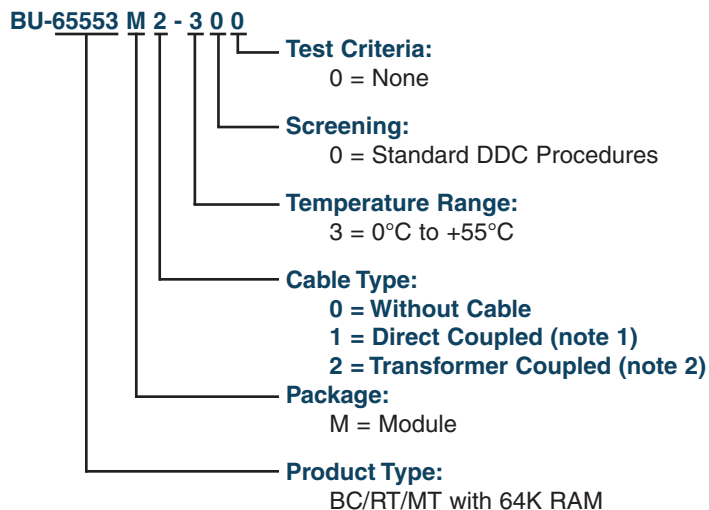 BU-65553 M 2 - 3 0 0
Test Criteria:
0 = None
Screening:
0 = Standard DDC Procedures
Temperature Range:
3 = 0°C to +55°C
Cable Type:
0 = Without Cable
1 = Direct Coupled (note 1)
2 = Transformer Coupled (note 2)
Package:
M = Module
Product Type:
BC/RT/MT with 64K RAM